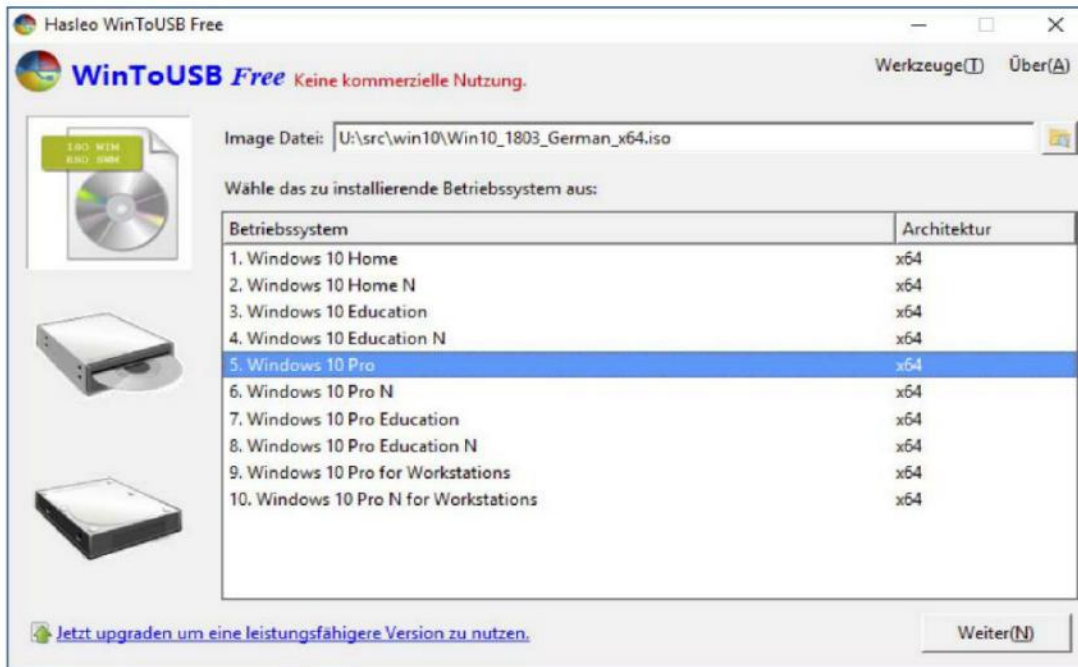 Hasleo WinToUSB Free
WinToUSB Free Keine kommerzielle Nutzung.
Werkzeuge(T) Über(A)
ISO WIM
ESD SWM
Image Datei: U:\src\win10\Win10_1803_German_x64.iso
Wähle das zu installierende Betriebssystem aus:
Betriebssystem Architektur
1. Windows 10 Home x64
2. Windows 10 Home N x64
3. Windows 10 Education x64
4. Windows 10 Education N x64
5. Windows 10 Pro x64
6. Windows 10 Pro N x64
7. Windows 10 Pro Education x64
8. Windows 10 Pro Education N x64
9. Windows 10 Pro for Workstations x64
10. Windows 10 Pro N for Workstations x64
Jetzt upgraden um eine leistungsfähigere Version zu nutzen.
Weiter(N)